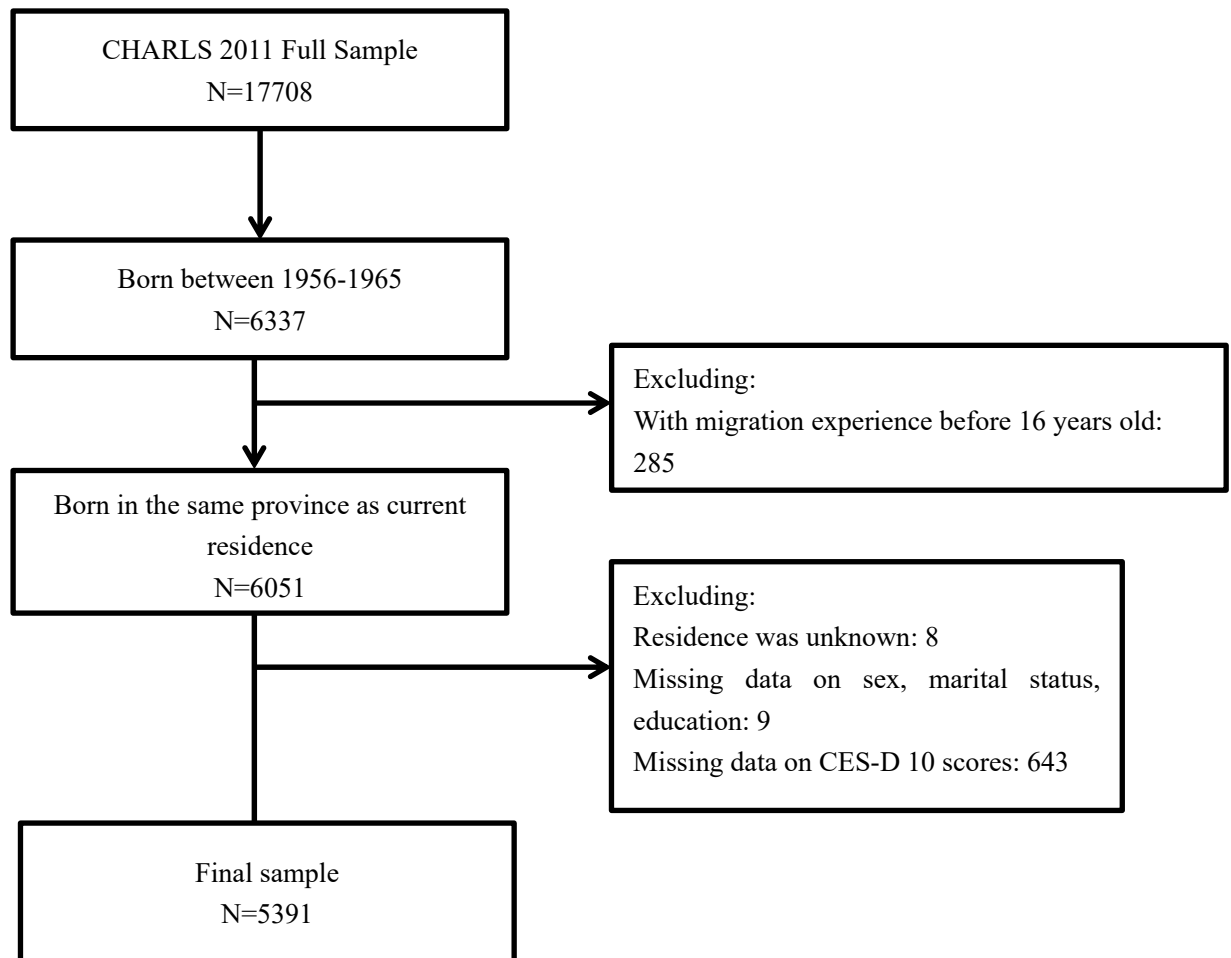 CHARLS 2011 Full Sample
N=17708
Born between 1956-1965
N=6337
Excluding:
With migration experience before 16 years old:
285
Born in the same province as current
residence
N=6051
Excluding:
Residence was unknown: 8
Missing data on sex, marital status,
education: 9
Missing data on CES-D 10 scores: 643
Final sample
N=5391